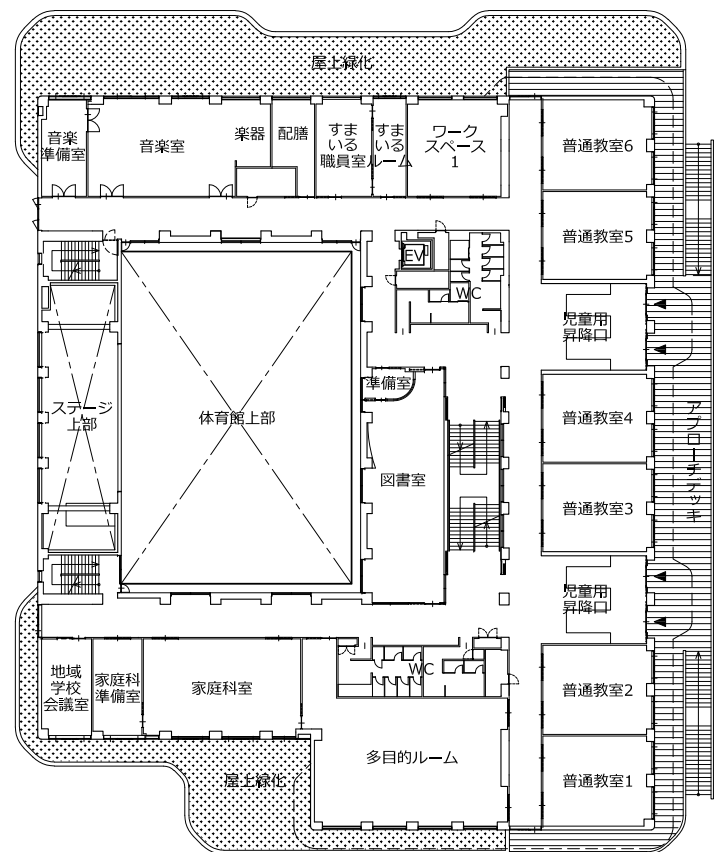 屋上緑化
音楽
準備室
音楽室
楽器
配膳
すま
いる
職員室
すま
いる
ルーム
ワーク
スペース
1
普通教室6
普通教室5
EV
WC
児童用
昇降口
準備室
ステージ
上部
体育館上部
普通教室4
アプローチデッキ
図書室
普通教室3
児童用
昇降口
地域
学校
会議室
家庭科
準備室
家庭科室
WC
普通教室2
多目的ルーム
屋上緑化
普通教室1